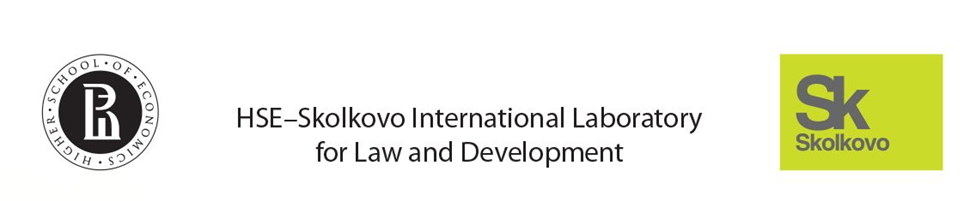 HIGHER • SCHOOL • OF • ECONOMICS •
HSE–Skolkovo International Laboratory
for Law and Development
Sk
Skolkovo